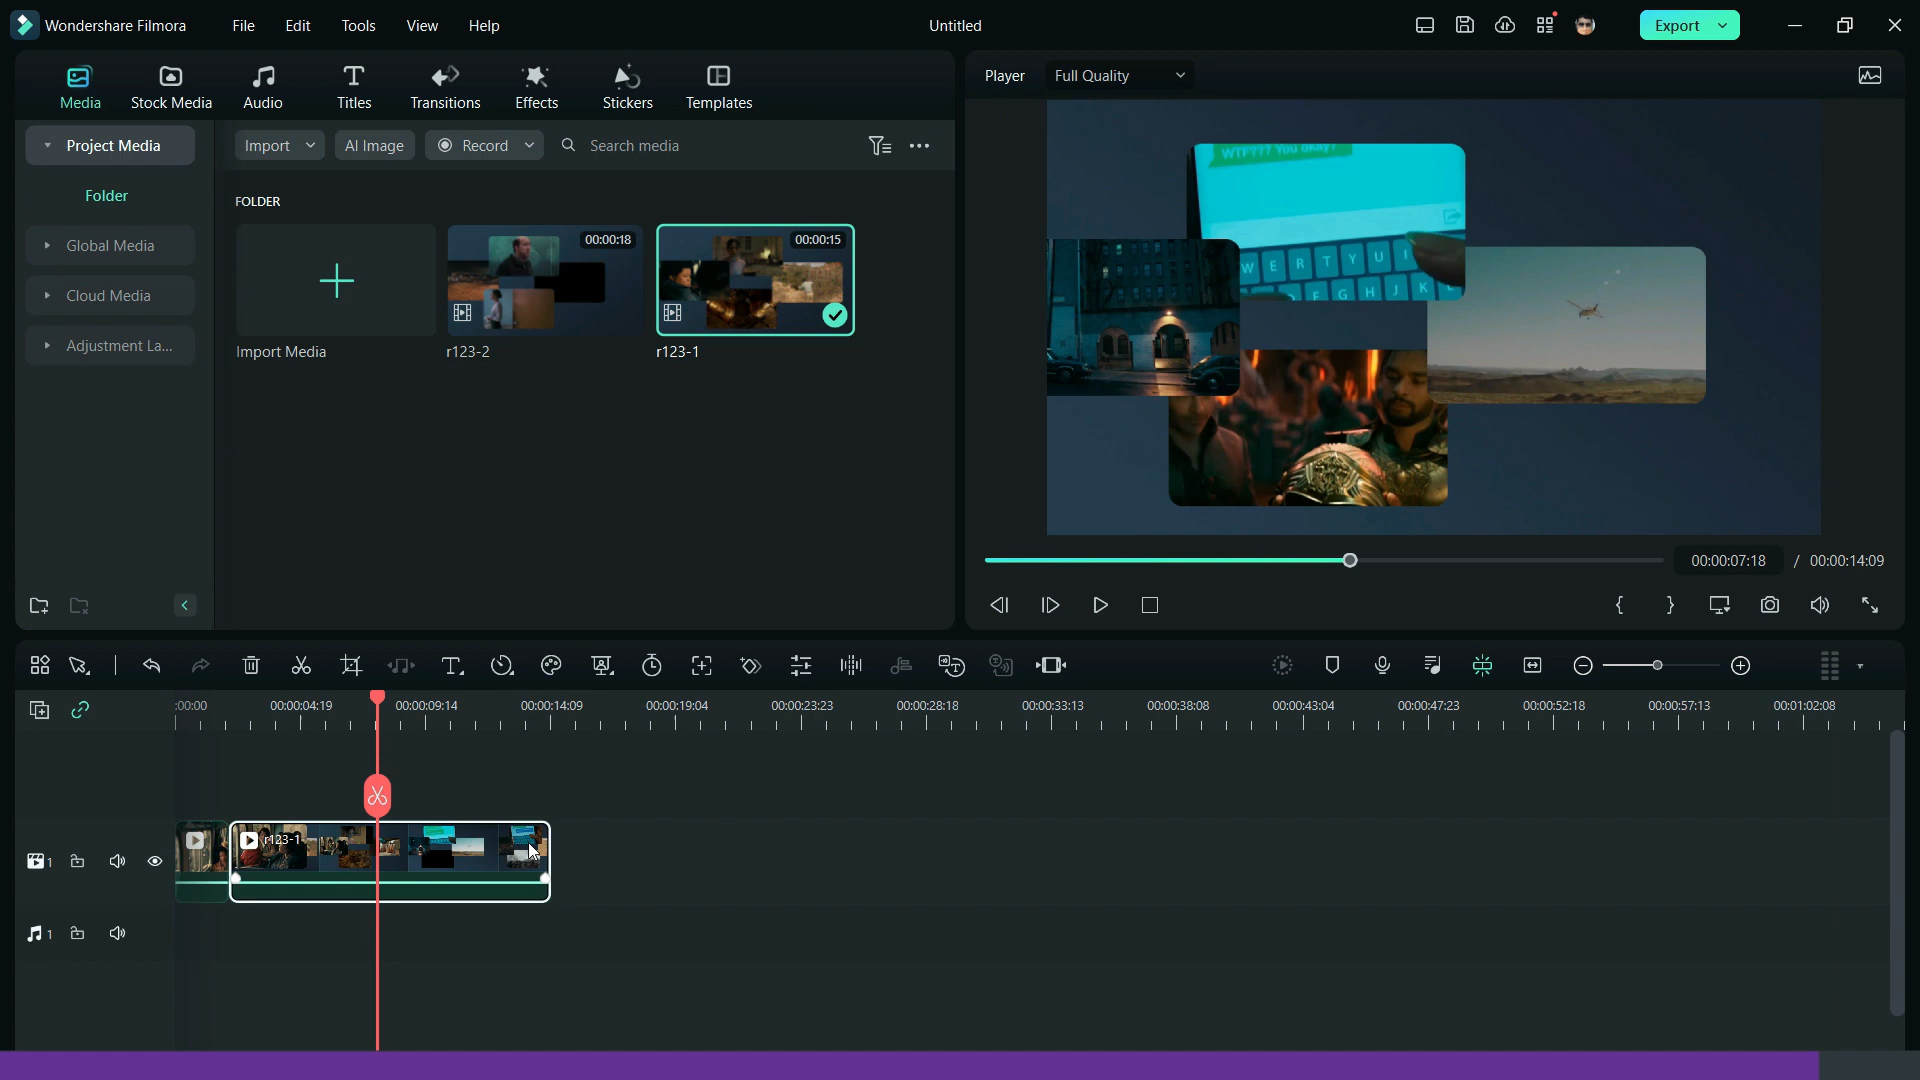 Wondershare Filmora File Edit Tools View Help Untitled Export
Media Stock Media Audio Titles Transitions Effects Stickers Templates
Player Full Quality
Project Media
Import AI Image Record Search media
Folder
Global Media
Cloud Media
Adjustment La...
FOLDER
00:00:18
00:00:15
Import Media r123-2 r123-1
WTF??? You okay?
W E R T Y U I
F G H J K
00:00:07:18 / 00:00:14:09
:00:00 00:00:04:19 00:00:09:14 00:00:14:09 00:00:19:04 00:00:23:23 00:00:28:18 00:00:33:13 00:00:38:08 00:00:43:04 00:00:47:23 00:00:52:18 00:00:57:13 00:01:02:08
r123-1
1
1